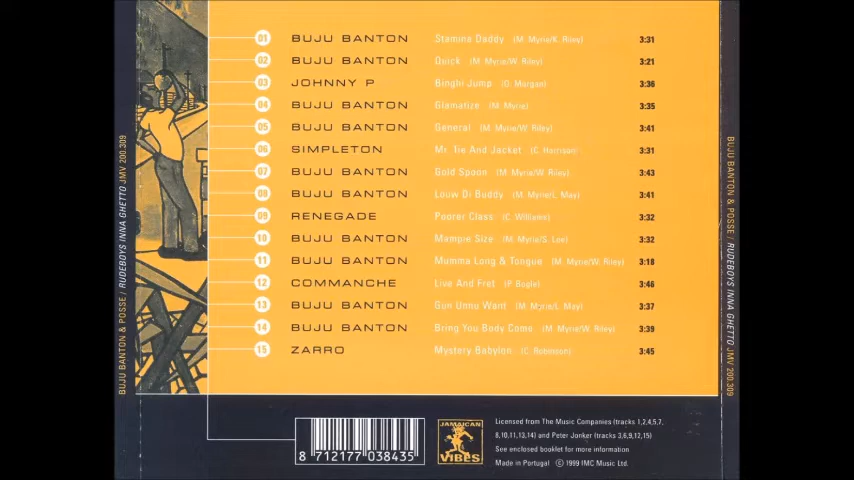 01 BUJU BANTON Stamina Daddy (M. Myrie/K. Riley) 3:31
02 BUJU BANTON Quick (M. Myrie/W. Riley) 3:21
03 JOHNNY P Binghi Jump (D. Morgan) 3:36
04 BUJU BANTON Glamatize (M. Myrie) 3:35
05 BUJU BANTON General (M. Myrie/W. Riley) 3:41
06 SIMPLETON Mr. Tie And Jacket (C. Harrison) 3:31
07 BUJU BANTON Gold Spoon (M. Myrie/W. Riley) 3:43
08 BUJU BANTON Louw Di Buddy (M. Myrie/L. May) 3:41
09 RENEGADE Poorer Class (C. Williams) 3:32
10 BUJU BANTON Mampie Size (M. Myrie/S. Lee) 3:32
11 BUJU BANTON Mumma Long & Tongue (M. Myrie/W. Riley) 3:18
12 COMMANCHE Live And Fret (P. Bogle) 3:46
13 BUJU BANTON Gun Unnu Want (M. Myrie/L. May) 3:37
14 BUJU BANTON Bring You Body Come (M. Myrie/W. Riley) 3:39
15 ZARRO Mystery Babylon (C. Robinson) 3:45
BUJU BANTON & POSSE / RUDEBOYS INNA GHETTO JMV 200.309
BUJU BANTON & POSSE / RUDEBOYS INNA GHETTO JMV 200.309
8 712177 038435
JAMAICAN
VIBES
Licensed from The Music Companies (tracks 1,2,4,5,7,
8,10,11,13,14) and Peter Jonker (tracks 3,6,9,12,15)
See enclosed booklet for more information
Made in Portugal © 1999 IMC Music Ltd.